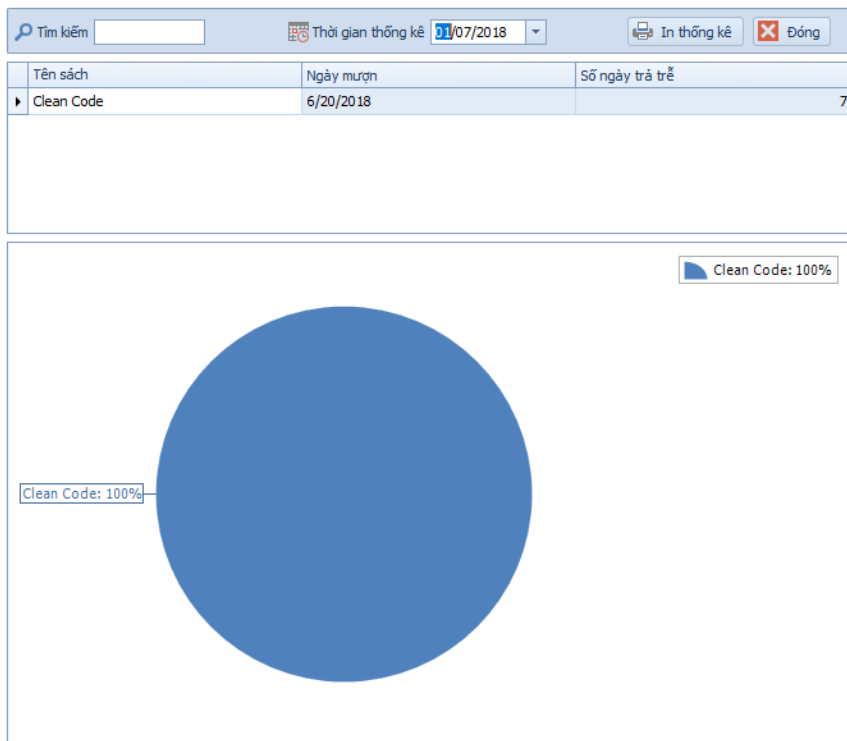 Tìm kiếm Thời gian thống kê 01/07/2018 In thống kê Đóng
Tên sách Ngày mượn Số ngày trả trễ
Clean Code 6/20/2018 7
Clean Code: 100%
Clean Code: 100%